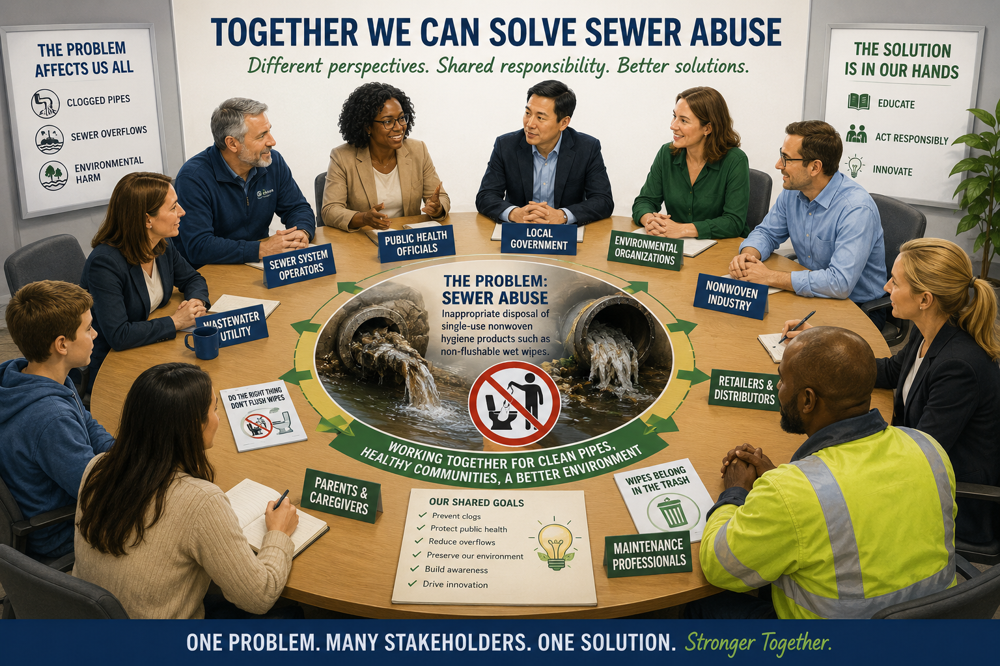 TOGETHER WE CAN SOLVE SEWER ABUSE
Different perspectives. Shared responsibility. Better solutions.
THE PROBLEM
AFFECTS US ALL
CLOGGED PIPES
SEWER OVERFLOWS
ENVIRONMENTAL
HARM
THE SOLUTION
IS IN OUR HANDS
EDUCATE
ACT RESPONSIBLY
INNOVATE
SEWER SYSTEM
OPERATORS
PUBLIC HEALTH
OFFICIALS
LOCAL
GOVERNMENT
ENVIRONMENTAL
ORGANIZATIONS
NONWOVEN
INDUSTRY
WASTEWATER
UTILITY
RETAILERS &
DISTRIBUTORS
THE PROBLEM:
SEWER ABUSE
Inappropriate disposal of
single-use nonwoven
hygiene products such as
non-flushable wet wipes.
WORKING TOGETHER FOR CLEAN PIPES,
HEALTHY COMMUNITIES, A BETTER ENVIRONMENT
DO THE RIGHT THING
DON'T FLUSH WIPES
WIPES BELONG
IN THE TRASH
PARENTS &
CAREGIVERS
MAINTENANCE
PROFESSIONALS
OUR SHARED GOALS
Prevent clogs
Protect public health
Reduce overflows
Preserve our environment
Build awareness
Drive innovation
ONE PROBLEM. MANY STAKEHOLDERS. ONE SOLUTION. Stronger Together.